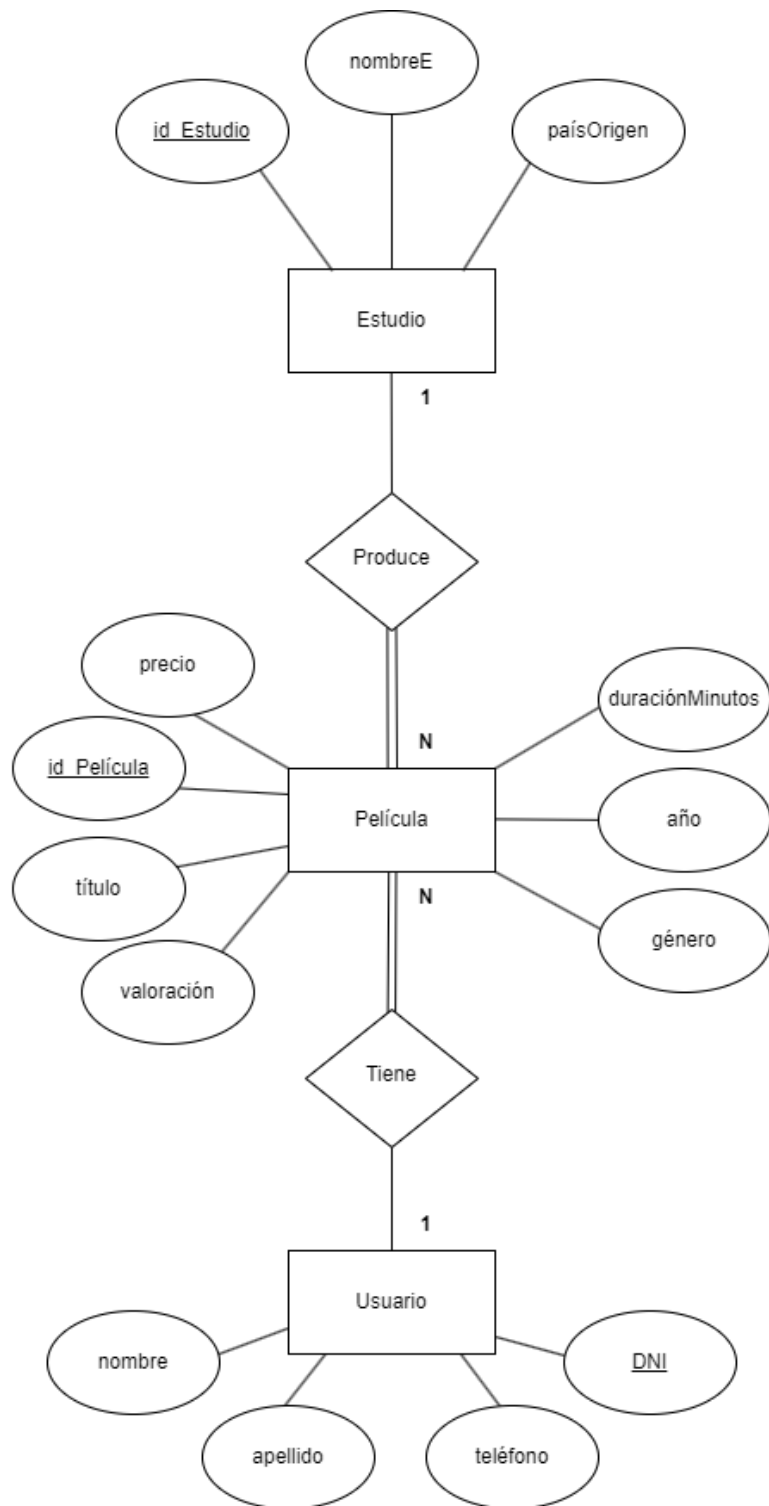 nombreE
id_Estudio
paísOrigen
Estudio
1
Produce
precio
duraciónMinutos
N
id_Película
Película
año
título
N
género
valoración
Tiene
1
Usuario
nombre
DNI
apellido
teléfono